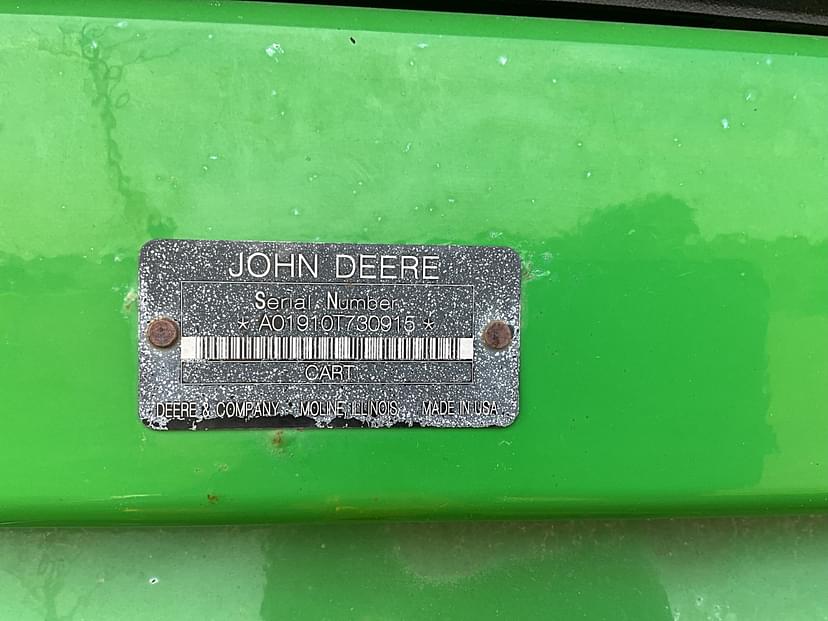 JOHN DEERE
Serial Number
* A01910T730915 *
CART
DEERE & COMPANY MOLINE, ILLINOIS MADE IN USA